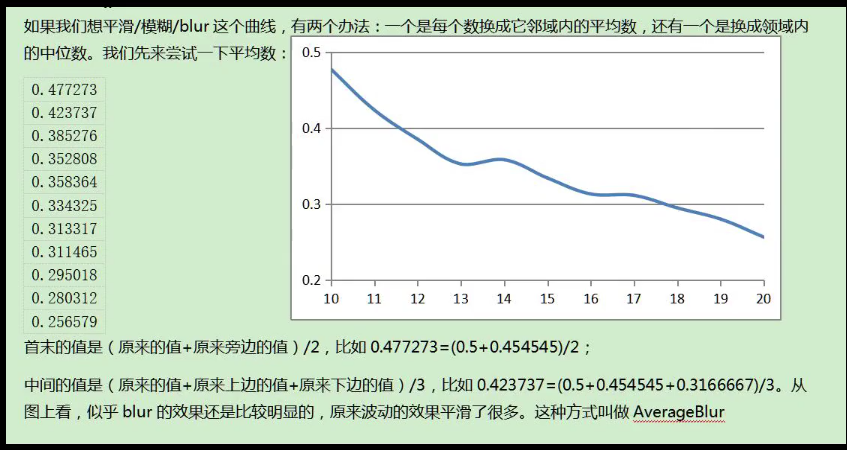 如果我们想平滑/模糊/blur 这个曲线，有两个办法：一个是每个数换成它邻域内的平均数，还有一个是换成领域内
的中位数。我们先来尝试一下平均数：
0.477273
0.423737
0.385276
0.352808
0.358364
0.334325
0.313317
0.311465
0.295018
0.280312
0.256579
0.5
0.4
0.3
0.2
10 11 12 13 14 15 16 17 18 19 20
首末的值是（原来的值+原来旁边的值）/2，比如 0.477273=(0.5+0.454545)/2；
中间的值是（原来的值+原来上边的值+原来下边的值）/3，比如 0.423737=(0.5+0.454545+0.3166667)/3。从
图上看，似乎 blur 的效果还是比较明显的，原来波动的效果平滑了很多。这种方式叫做 AverageBlur